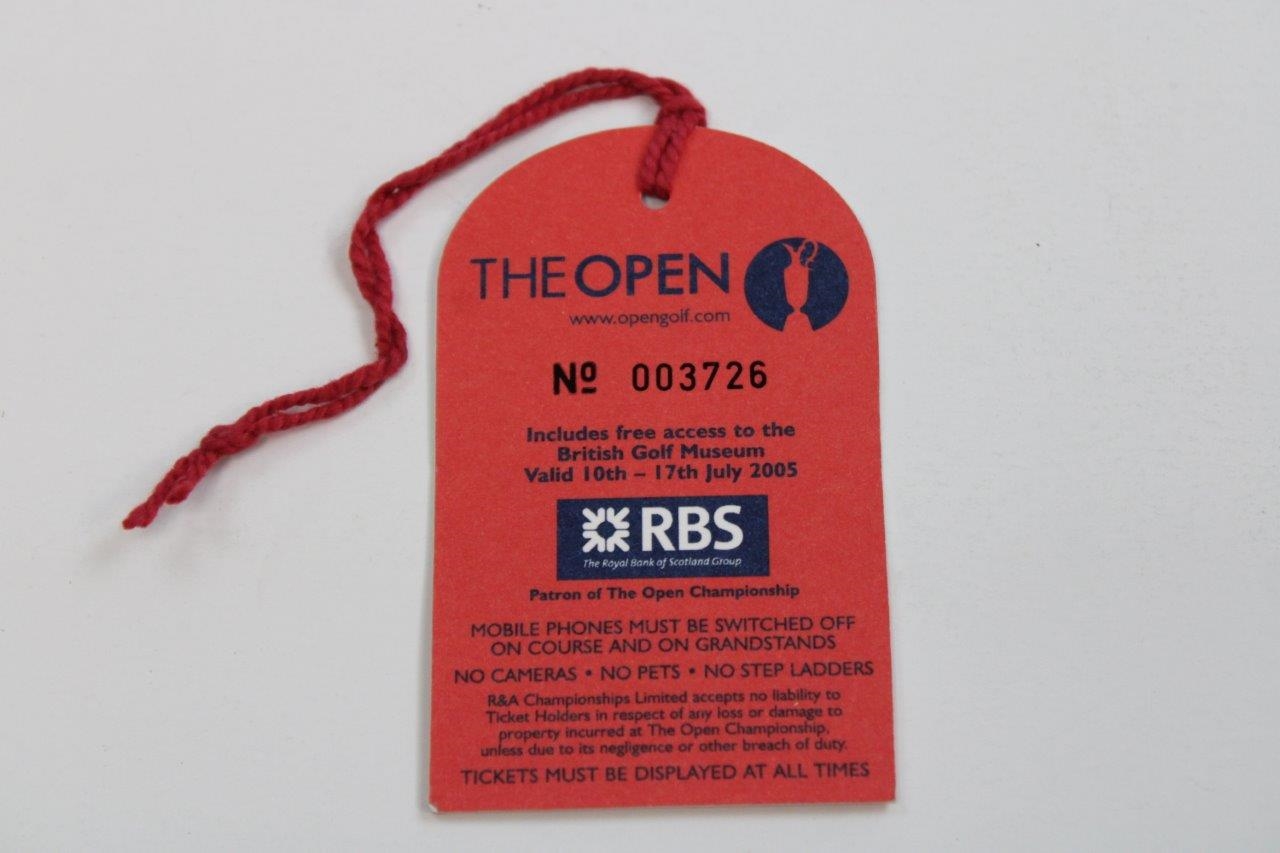 THE OPEN
www.opengolf.com
Nº 003726
Includes free access to the
British Golf Museum
Valid 10th – 17th July 2005
RBS
The Royal Bank of Scotland Group
Patron of The Open Championship
MOBILE PHONES MUST BE SWITCHED OFF
ON COURSE AND ON GRANDSTANDS
NO CAMERAS • NO PETS • NO STEP LADDERS
R&A Championships Limited accepts no liability to
Ticket Holders in respect of any loss or damage to
property incurred at The Open Championship,
unless due to its negligence or other breach of duty.
TICKETS MUST BE DISPLAYED AT ALL TIMES